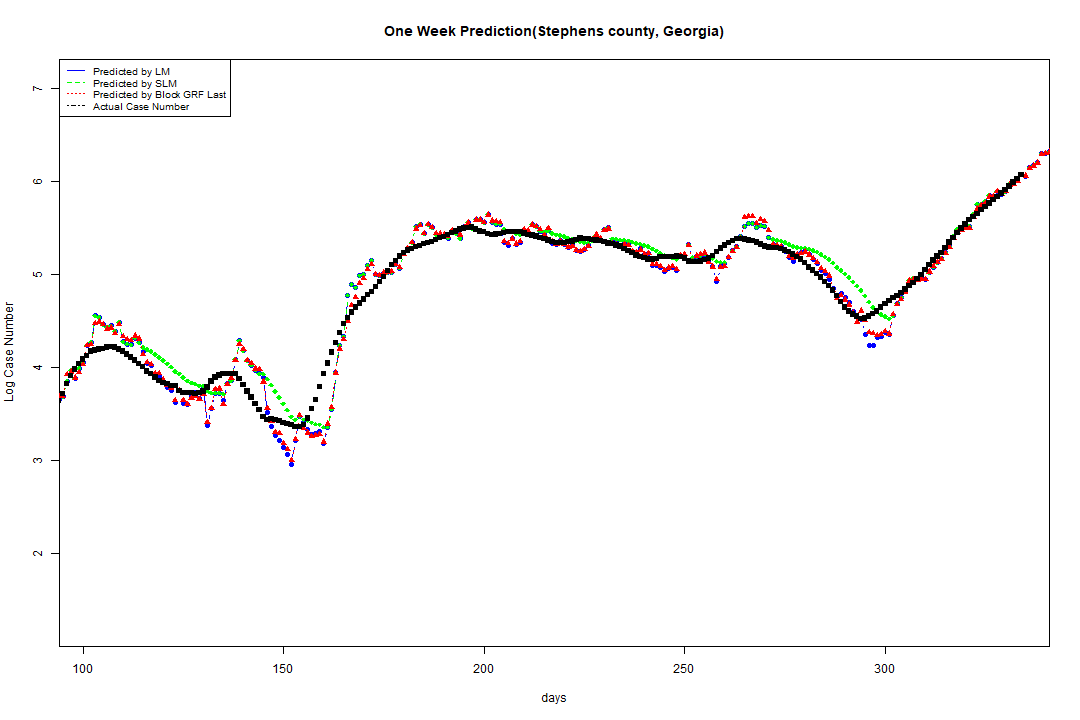 One Week Prediction(Stephens county, Georgia)
Predicted by LM
Predicted by SLM
Predicted by Block GRF Last
Actual Case Number
7
6
5
4
3
2
Log Case Number
100 150 200 250 300
days